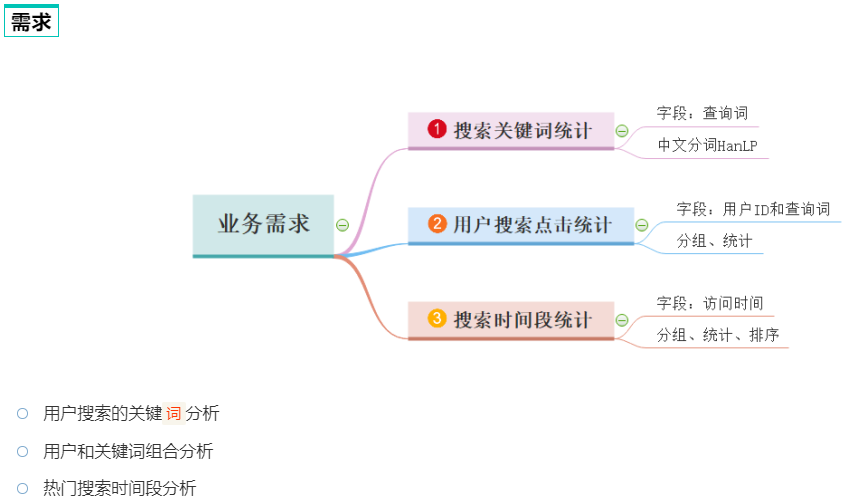 需求
业务需求
1 搜索关键词统计
字段：查询词
中文分词HanLP
2 用户搜索点击统计
字段：用户ID和查询词
分组、统计
3 搜索时间段统计
字段：访问时间
分组、统计、排序
用户搜索的关键词分析
用户和关键词组合分析
热门搜索时间段分析